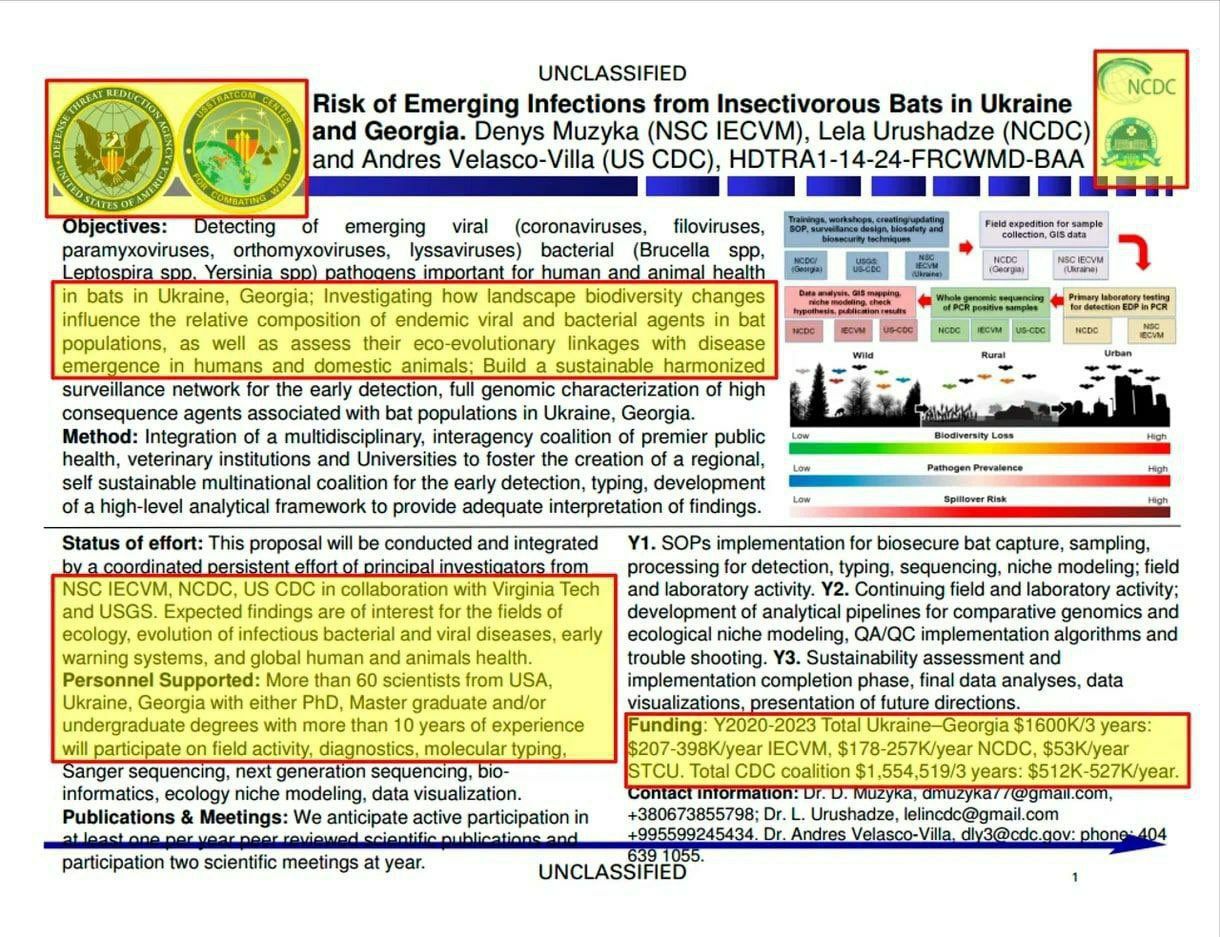 UNCLASSIFIED
DEFENSE THREAT REDUCTION AGENCY
UNITED STATES OF AMERICA
USSTRATCOM CENTER
FOR COMBATING WMD
NCDC
Risk of Emerging Infections from Insectivorous Bats in Ukraine
and Georgia. Denys Muzyka (NSC IECVM), Lela Urushadze (NCDC)
and Andres Velasco-Villa (US CDC), HDTRA1-14-24-FRCWMD-BAA
Objectives: Detecting of emerging viral (coronaviruses, filoviruses,
paramyxoviruses, orthomyxoviruses, lyssaviruses) bacterial (Brucella spp,
Leptospira spp, Yersinia spp) pathogens important for human and animal health
in bats in Ukraine, Georgia; Investigating how landscape biodiversity changes
influence the relative composition of endemic viral and bacterial agents in bat
populations, as well as assess their eco-evolutionary linkages with disease
emergence in humans and domestic animals; Build a sustainable harmonized
surveillance network for the early detection, full genomic characterization of high
consequence agents associated with bat populations in Ukraine, Georgia.
Method: Integration of a multidisciplinary, interagency coalition of premier public
health, veterinary institutions and Universities to foster the creation of a regional,
self sustainable multinational coalition for the early detection, typing, development
of a high-level analytical framework to provide adequate interpretation of findings.
Trainings, workshops, creating/updating
SOP, surveillance design, biosafety and
biosecurity techniques
NCDC/
(Georgia)
USGS;
US-CDC
NSC
IECVM
(Ukraine)
Field expedition for sample
collection, GIS data
NCDC
(Georgia)
NSC IECVM
(Ukraine)
Data analysis, GIS mapping,
niche modeling, check
hypothesis, publication results
NCDC
IECVM
US-CDC
Whole genomic sequencing
of PCR positive samples
NCDC
IECVM
US-CDC
Primary laboratory testing
for detection EDP in PCR
NCDC
NSC
IECVM
Wild
Rural
Urban
Low Biodiversity Loss High
Low Pathogen Prevalence High
Low Spillover Risk High
Status of effort: This proposal will be conducted and integrated
by a coordinated persistent effort of principal investigators from
NSC IECVM, NCDC, US CDC in collaboration with Virginia Tech
and USGS. Expected findings are of interest for the fields of
ecology, evolution of infectious bacterial and viral diseases, early
warning systems, and global human and animals health.
Personnel Supported: More than 60 scientists from USA,
Ukraine, Georgia with either PhD, Master graduate and/or
undergraduate degrees with more than 10 years of experience
will participate on field activity, diagnostics, molecular typing,
Sanger sequencing, next generation sequencing, bio-
informatics, ecology niche modeling, data visualization.
Publications & Meetings: We anticipate active participation in
at least one per year peer reviewed scientific publications and
participation two scientific meetings at year.
Y1. SOPs implementation for biosecure bat capture, sampling,
processing for detection, typing, sequencing, niche modeling; field
and laboratory activity. Y2. Continuing field and laboratory activity;
development of analytical pipelines for comparative genomics and
ecological niche modeling, QA/QC implementation algorithms and
trouble shooting. Y3. Sustainability assessment and
implementation completion phase, final data analyses, data
visualizations, presentation of future directions.
Funding: Y2020-2023 Total Ukraine–Georgia $1600K/3 years:
$207-398K/year IECVM, $178-257K/year NCDC, $53K/year
STCU. Total CDC coalition $1,554,519/3 years: $512K-527K/year.
Contact Information: Dr. D. Muzyka, dmuzyka77@gmail.com,
+380673855798; Dr. L. Urushadze, lelincdc@gmail.com
+995599245434. Dr. Andres Velasco-Villa, dly3@cdc.gov: phone: 404
639 1055.
UNCLASSIFIED
1